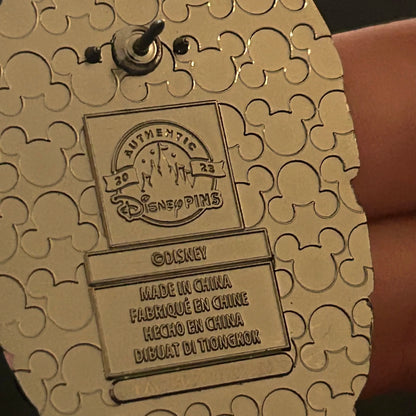 AUTHENTIC
20 23
Disney PINS
©DISNEY
MADE IN CHINA
FABRIQUÉ EN CHINE
HECHO EN CHINA
DIBUAT DI TIONGKOK